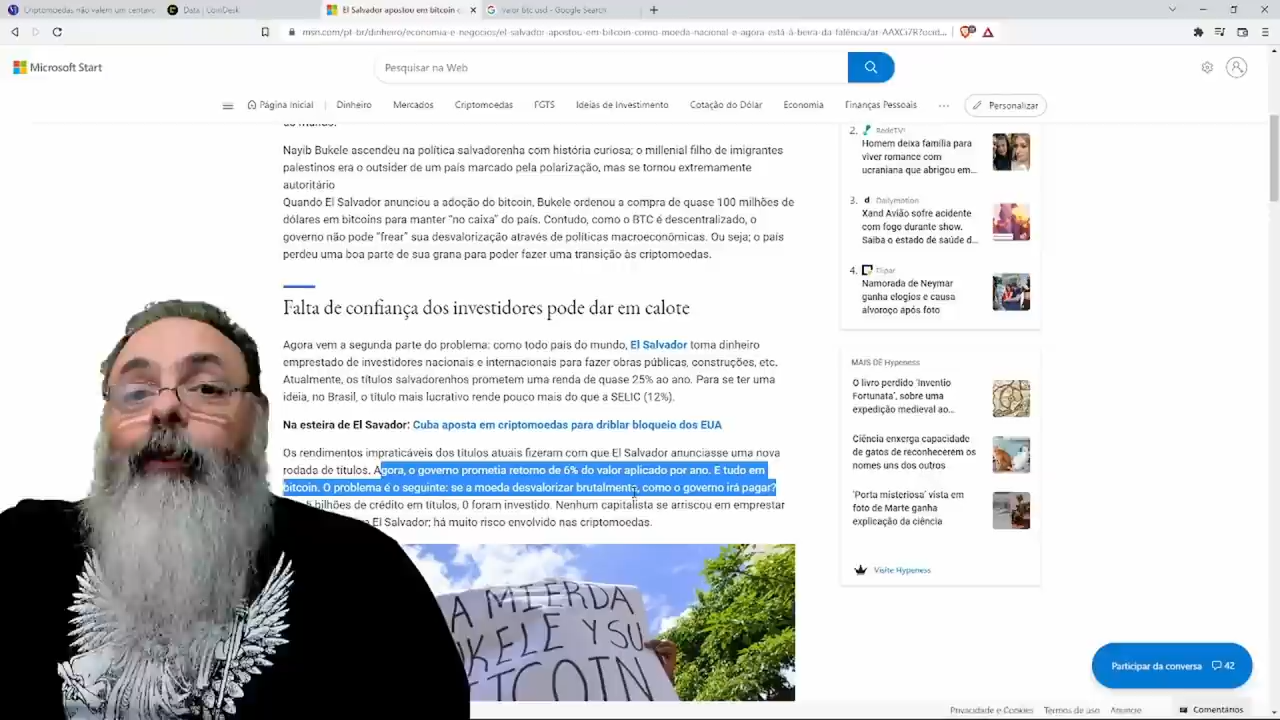 Criptomoedas não valem um centavo
Data | CoinDesk
El Salvador apostou em bitcoin c
valor btc usd - Google Search
msn.com/pt-br/dinheiro/economia-e-negocios/el-salvador-apostou-em-bitcoin-como-moeda-nacional-e-agora-está-à-beira-da-falência/ar-AAXCi7R?ocid...
Microsoft Start
Pesquisar na Web
Página Inicial
Dinheiro
Mercados
Criptomoedas
FGTS
Ideias de Investimento
Cotação do Dólar
Economia
Finanças Pessoais
...
Personalizar
do mundo.
Nayib Bukele ascendeu na política salvadorenha com história curiosa; o millenial filho de imigrantes
palestinos era o outsider de um país marcado pela polarização, mas se tornou extremamente
autoritário
Quando El Salvador anunciou a adoção do bitcoin, Bukele ordenou a compra de quase 100 milhões de
dólares em bitcoins para manter “no caixa” do país. Contudo, como o BTC é descentralizado, o
governo não pode “frear” sua desvalorização através de políticas macroeconômicas. Ou seja; o país
perdeu uma boa parte de sua grana para poder fazer uma transição às criptomoedas.
Falta de confiança dos investidores pode dar em calote
Agora vem a segunda parte do problema: como todo país do mundo, El Salvador toma dinheiro
emprestado de investidores nacionais e internacionais para fazer obras públicas, construções, etc.
Atualmente, os títulos salvadorenhos prometem uma renda de quase 25% ao ano. Para se ter uma
ideia, no Brasil, o título mais lucrativo rende pouco mais do que a SELIC (12%).
Na esteira de El Savador: Cuba aposta em criptomoedas para driblar bloqueio dos EUA
Os rendimentos impraticáveis dos títulos atuais fizeram com que El Salvador anunciasse uma nova
rodada de títulos. Agora, o governo prometia retorno de 6% do valor aplicado por ano. E tudo em
bitcoin. O problema é o seguinte: se a moeda desvalorizar brutalmente, como o governo irá pagar?
bilhões de crédito em títulos, 0 foram investido. Nenhum capitalista se arriscou em emprestar
El Salvador; há muito risco envolvido nas criptomoedas.
A MIERDA
KELE Y SU
TCOIN
2.
RedeTV!
Homem deixa família para
viver romance com
ucraniana que abrigou em...
3.
Dailymotion
Xand Avião sofre acidente
com fogo durante show.
Saiba o estado de saúde d...
4.
Elipar
Namorada de Neymar
ganha elogios e causa
alvoroço após foto
MAIS DE Hypeness
O livro perdido ‘Inventio
Fortunata’, sobre uma
expedição medieval ao...
Ciência enxerga capacidade
de gatos de reconhecerem os
nomes uns dos outros
‘Porta misteriosa’ vista em
foto de Marte ganha
explicação da ciência
Visite Hypeness
Participar da conversa 42
Privacidade e Cookies
Termos de uso
Anuncie
Comentários